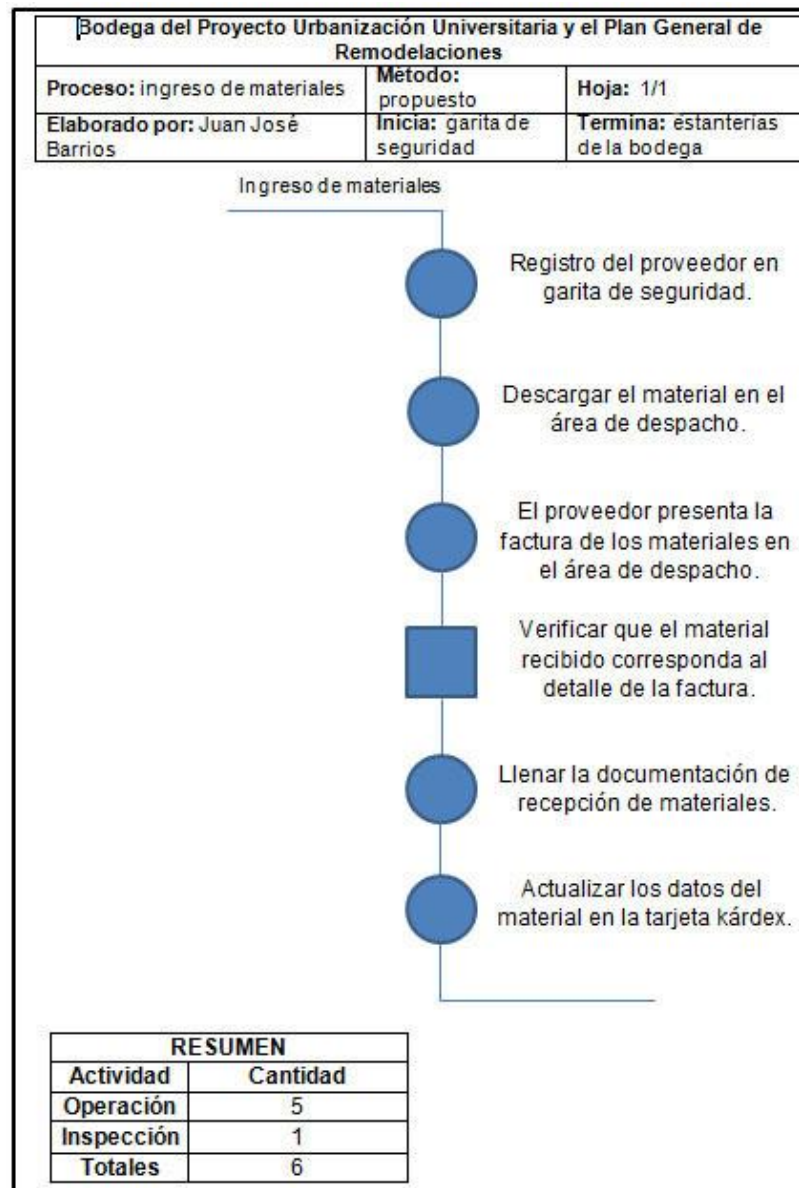 Bodega del Proyecto Urbanización Universitaria y el Plan General de
Remodelaciones
Proceso: ingreso de materiales
Método:
propuesto
Hoja: 1/1
Elaborado por: Juan José
Barrios
Inicia: garita de
seguridad
Termina: estanterías
de la bodega
Ingreso de materiales
Registro del proveedor en
garita de seguridad.
Descargar el material en el
área de despacho.
El proveedor presenta la
factura de los materiales en
el área de despacho.
Verificar que el material
recibido corresponda al
detalle de la factura.
Llenar la documentación de
recepción de materiales.
Actualizar los datos del
material en la tarjeta kárdex.
RESUMEN
Actividad Cantidad
Operación 5
Inspección 1
Totales 6